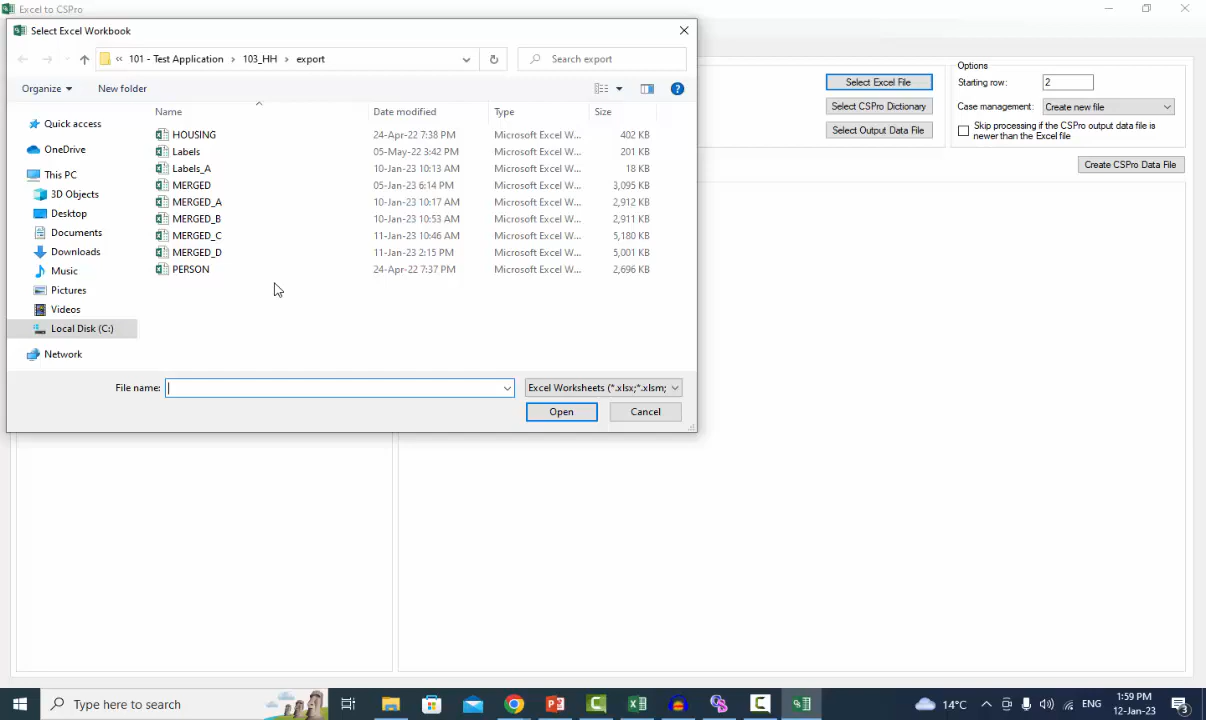 Excel to CSPro
Select Excel Workbook
« 101 - Test Application › 103_HH › export
Search export
Organize
New folder
Name
Date modified
Type
Size
Quick access
OneDrive
This PC
3D Objects
Desktop
Documents
Downloads
Music
Pictures
Videos
Local Disk (C:)
Network
HOUSING 24-Apr-22 7:38 PM Microsoft Excel W... 402 KB
Labels 05-May-22 3:42 PM Microsoft Excel W... 201 KB
Labels_A 10-Jan-23 10:13 AM Microsoft Excel W... 18 KB
MERGED 05-Jan-23 6:14 PM Microsoft Excel W... 3,095 KB
MERGED_A 10-Jan-23 10:17 AM Microsoft Excel W... 2,912 KB
MERGED_B 10-Jan-23 10:53 AM Microsoft Excel W... 2,911 KB
MERGED_C 11-Jan-23 10:46 AM Microsoft Excel W... 5,180 KB
MERGED_D 11-Jan-23 2:15 PM Microsoft Excel W... 5,001 KB
PERSON 24-Apr-22 7:37 PM Microsoft Excel W... 2,696 KB
File name:
Excel Worksheets (*.xlsx;*.xlsm;
Open
Cancel
Select Excel File
Select CSPro Dictionary
Select Output Data File
Options
Starting row: 2
Case management: Create new file
Skip processing if the CSPro output data file is
newer than the Excel file
Create CSPro Data File
Type here to search
14°C
ENG
1:59 PM
12-Jan-23
3